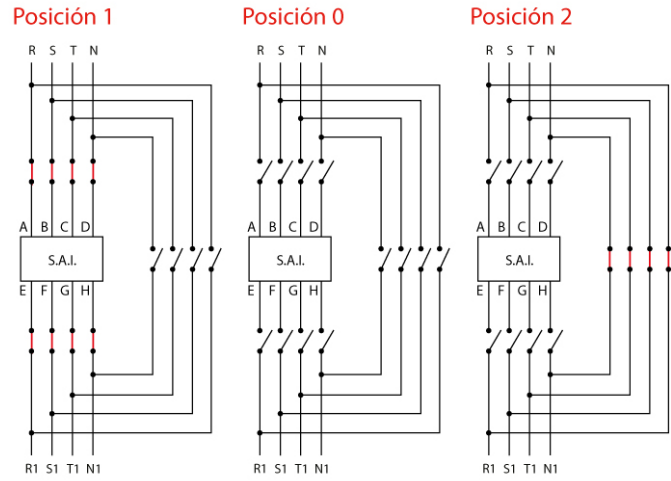 Posición 1 Posición 0 Posición 2
R S T N R S T N R S T N
A B C D A B C D A B C D
S.A.I. S.A.I. S.A.I.
E F G H E F G H E F G H
R1 S1 T1 N1 R1 S1 T1 N1 R1 S1 T1 N1